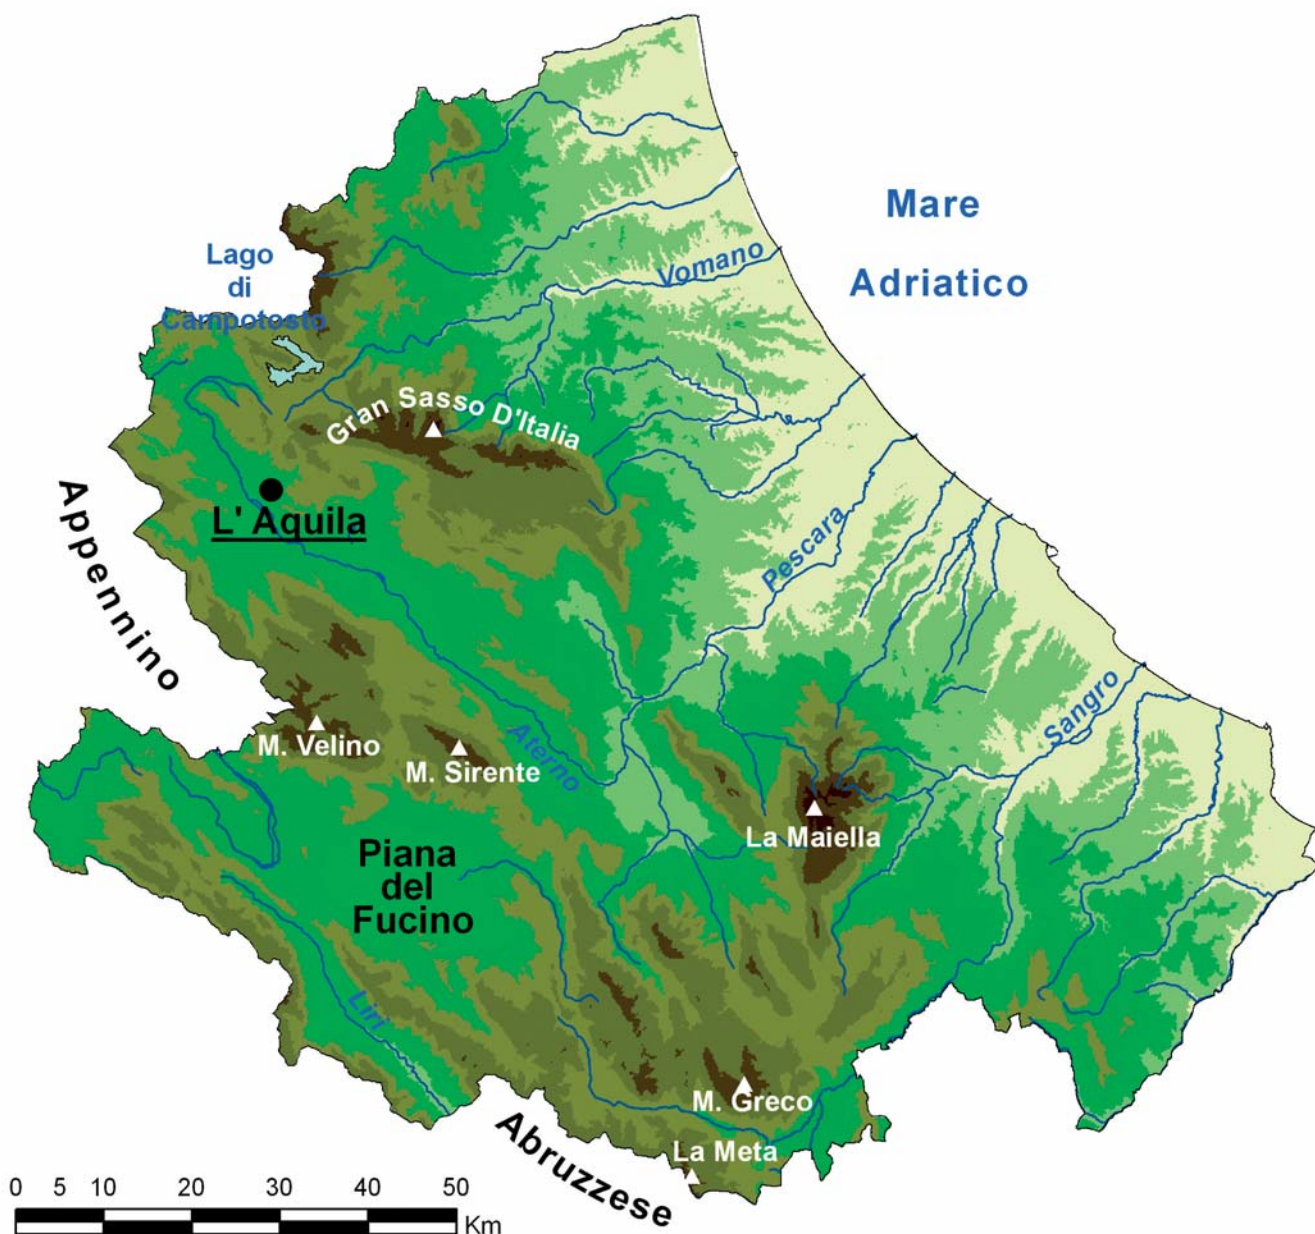 Mare
Adriatico
Lago
di
Campotosto
Vomano
Gran Sasso D'Italia
L' Aquila
Appennino
Pescara
Sangro
Aterno
M. Velino
M. Sirente
La Maiella
Piana
del
Fucino
Liri
M. Greco
La Meta
Abruzzese
0 5 10 20 30 40 50
Km